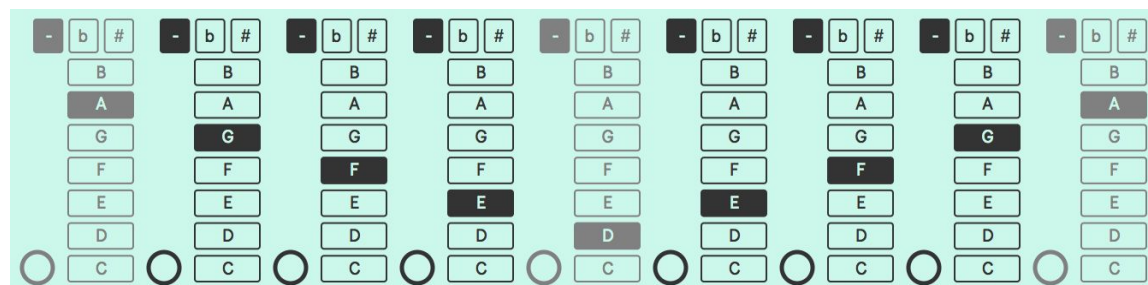 - b # - b # - b # - b # - b # - b # - b # - b # - b #
B B B B B B B B B
A A A A A A A A A
G G G G G G G G G
F F F F F F F F F
E E E E E E E E E
D D D D D D D D D
C C C C C C C C C